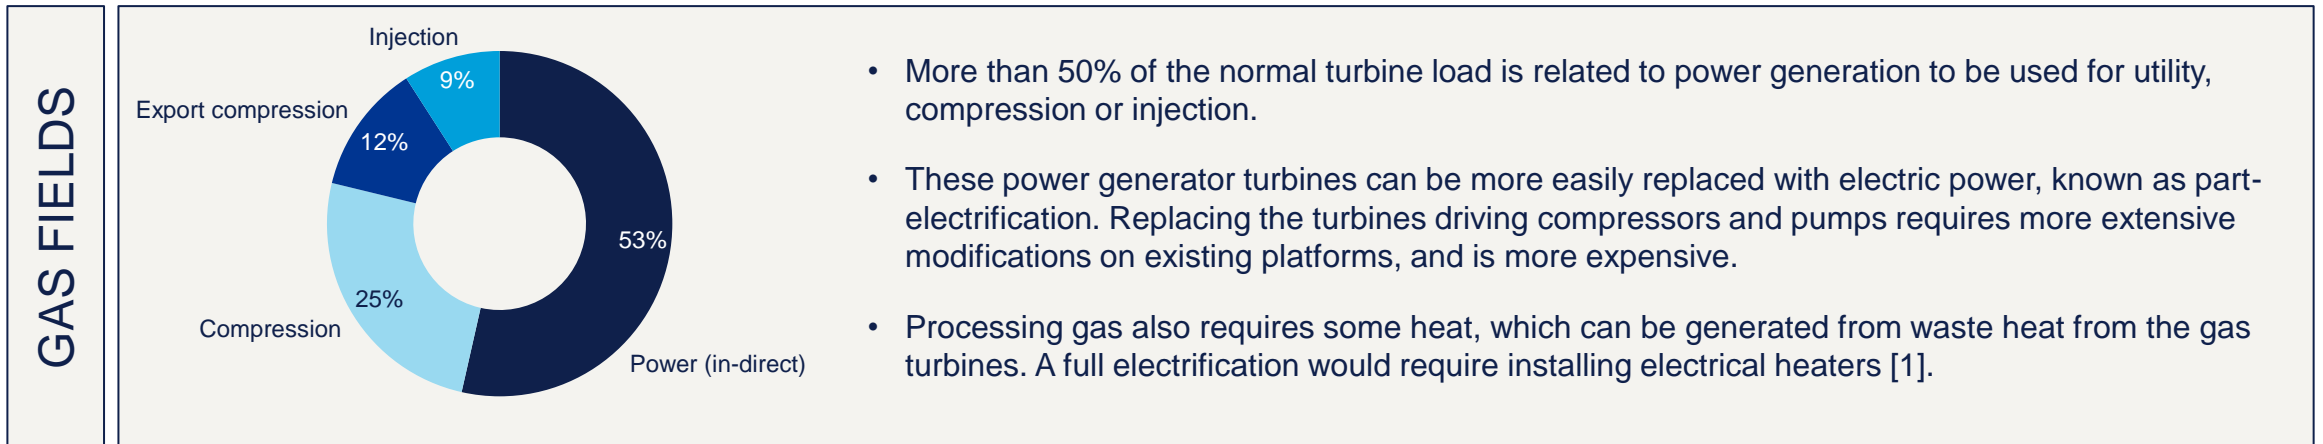 GAS FIELDS
Injection
9%
Export compression
12%
53%
25%
Compression
Power (in-direct)
• More than 50% of the normal turbine load is related to power generation to be used for utility,
compression or injection.
• These power generator turbines can be more easily replaced with electric power, known as part-
electrification. Replacing the turbines driving compressors and pumps requires more extensive
modifications on existing platforms, and is more expensive.
• Processing gas also requires some heat, which can be generated from waste heat from the gas
turbines. A full electrification would require installing electrical heaters [1].